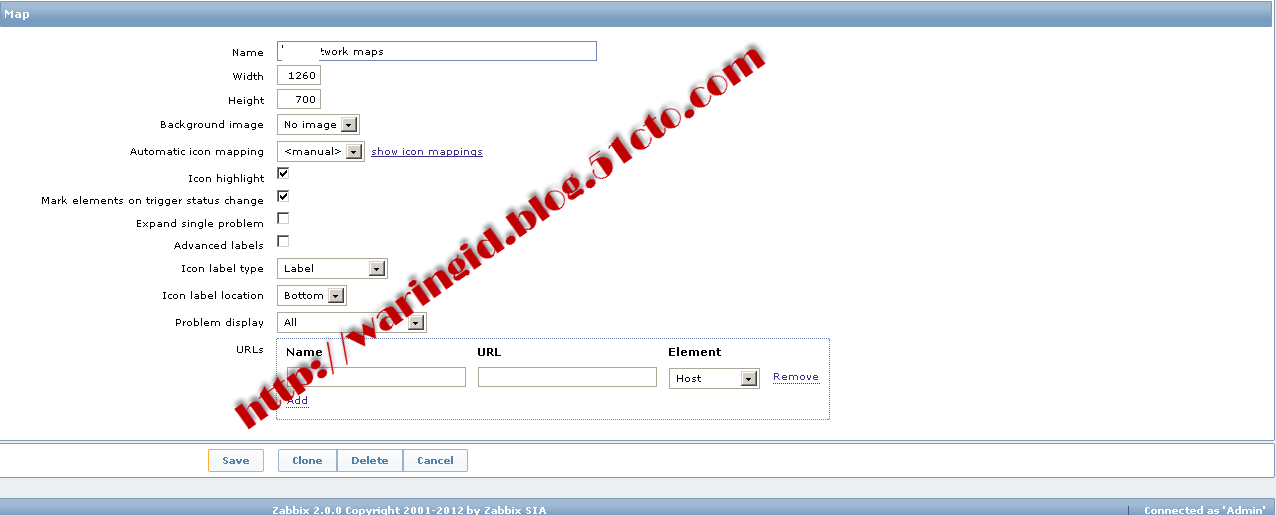 Map
Name twork maps
Width 1260
Height 700
Background image No image
Automatic icon mapping <manual> show icon mappings
Icon highlight
Mark elements on trigger status change
Expand single problem
Advanced labels
Icon label type Label
Icon label location Bottom
Problem display All
URLs Name URL Element
Host Remove
Add
http://waringid.blog.51cto.com
Save Clone Delete Cancel
Zabbix 2.0.0 Copyright 2001-2012 by Zabbix SIA | Connected as 'Admin'